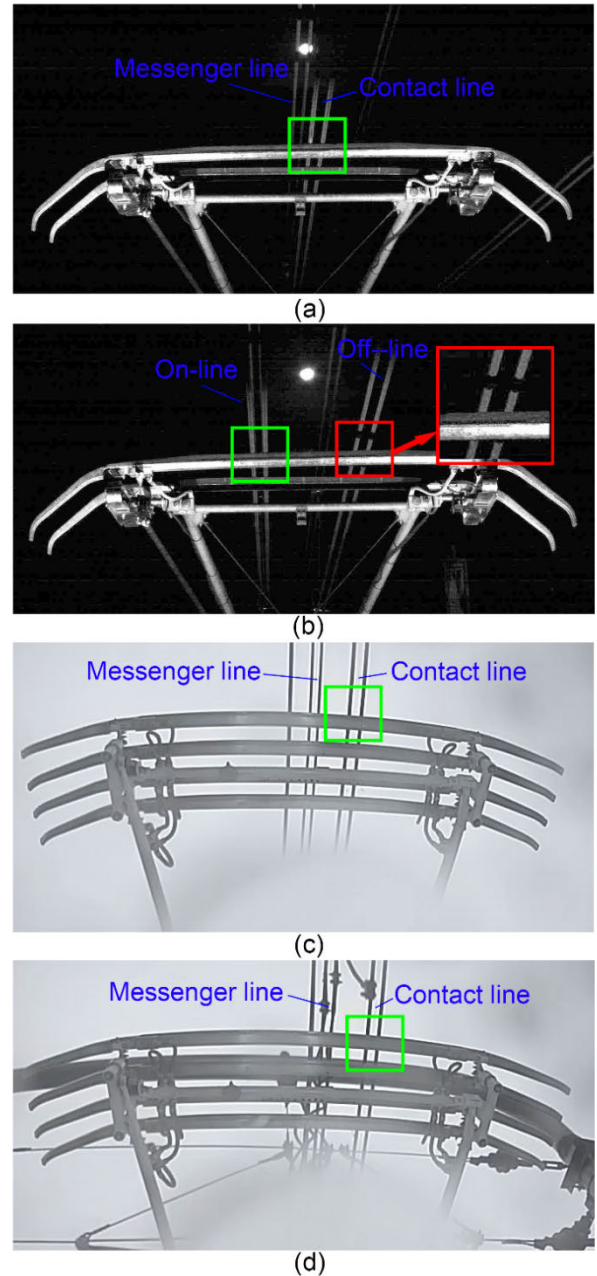 Messenger line
Contact line
(a)
On-line
Off--line
(b)
Messenger line
Contact line
(c)
Messenger line
Contact line
(d)